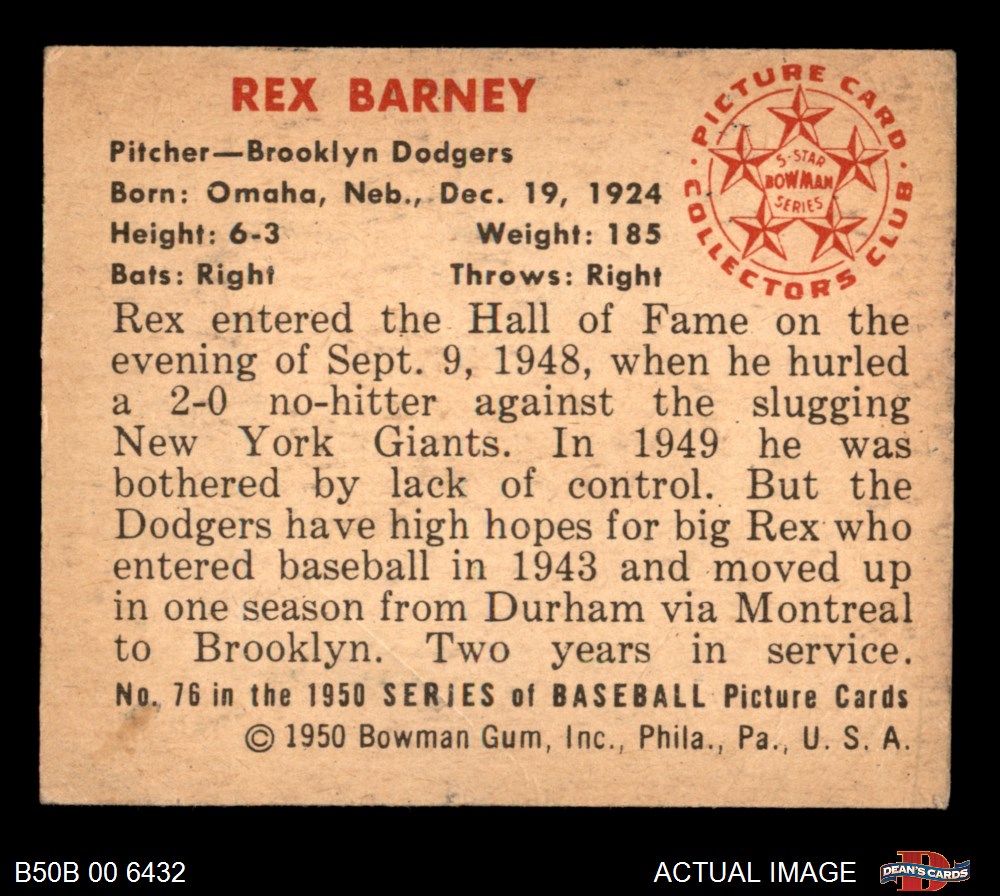 REX BARNEY
Pitcher—Brooklyn Dodgers
Born: Omaha, Neb., Dec. 19, 1924
Height: 6-3 Weight: 185
Bats: Right Throws: Right
PICTURE CARD
COLLECTORS CLUB
5-STAR
BOWMAN
SERIES
Rex entered the Hall of Fame on the
evening of Sept. 9, 1948, when he hurled
a 2-0 no-hitter against the slugging
New York Giants. In 1949 he was
bothered by lack of control. But the
Dodgers have high hopes for big Rex who
entered baseball in 1943 and moved up
in one season from Durham via Montreal
to Brooklyn. Two years in service.
No. 76 in the 1950 SERIES of BASEBALL Picture Cards
© 1950 Bowman Gum, Inc., Phila., Pa., U. S. A.
B50B 00 6432
ACTUAL IMAGE
D
DEAN'S CARDS